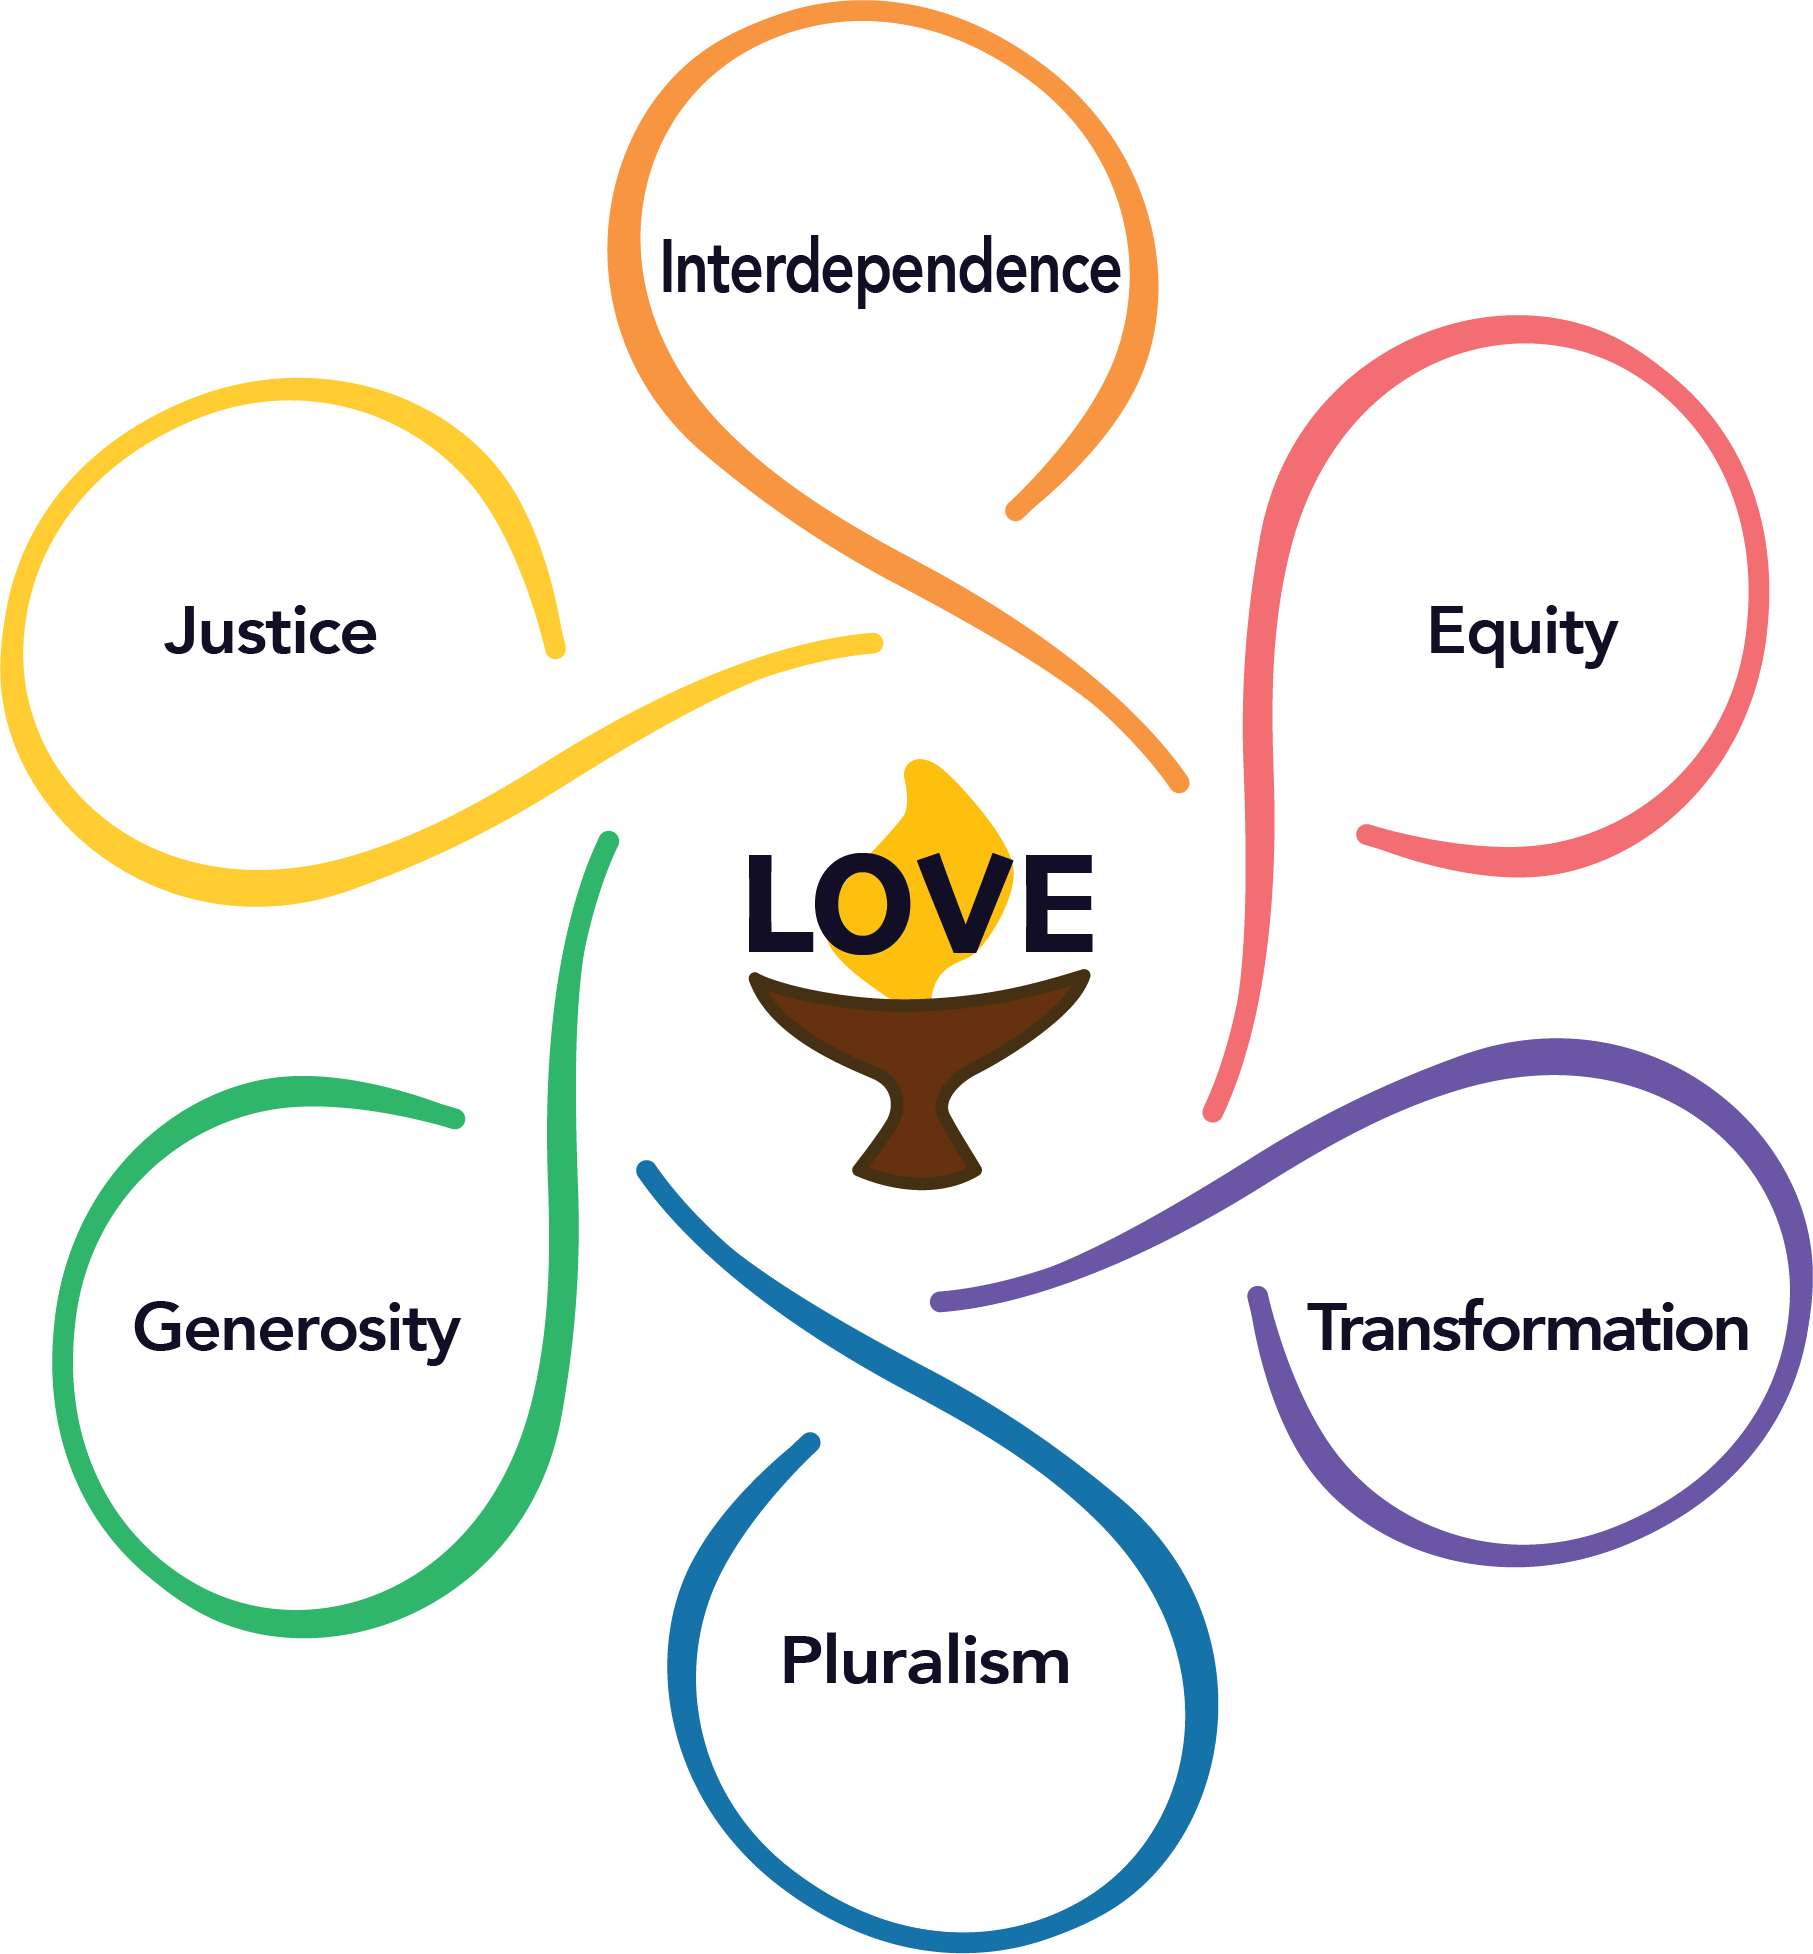 Interdependence
Justice
Equity
LOVE
Generosity
Transformation
Pluralism